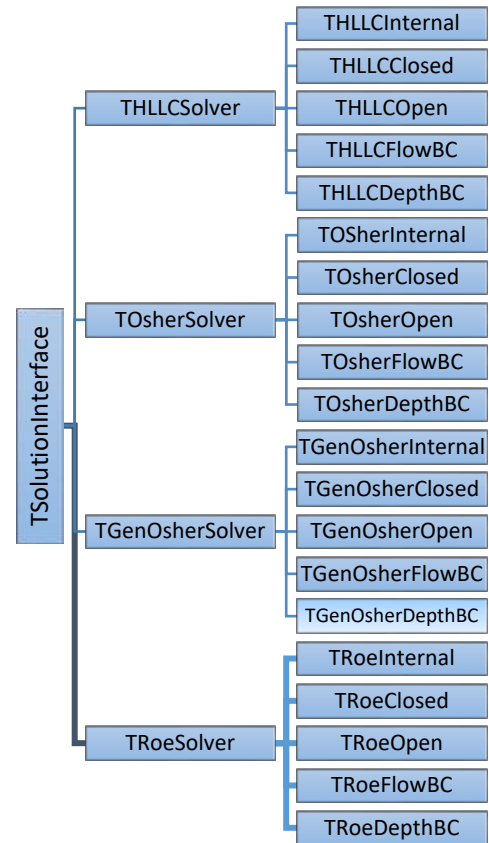 TSolutionInterface
THLLCSolver
THLLCInternal
THLLCClosed
THLLCOpen
THLLCFlowBC
THLLCDepthBC
TOsherSolver
TOSherInternal
TOsherClosed
TOsherOpen
TOsherFlowBC
TOsherDepthBC
TGenOsherSolver
TGenOsherInternal
TGenOsherClosed
TGenOsherOpen
TGenOsherFlowBC
TGenOsherDepthBC
TRoeSolver
TRoeInternal
TRoeClosed
TRoeOpen
TRoeFlowBC
TRoeDepthBC